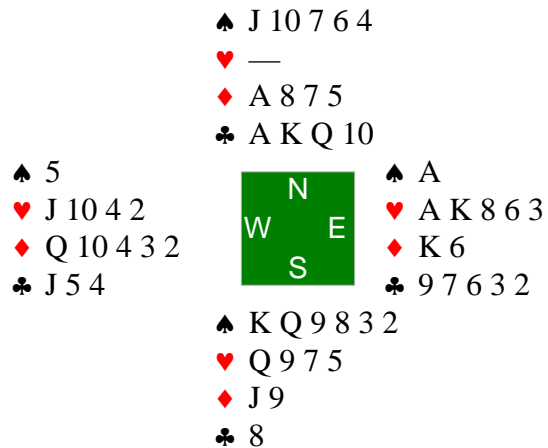 ♠ J 10 7 6 4
♥ —
♦ A 8 7 5
♣ A K Q 10
♠ 5
♥ J 10 4 2
♦ Q 10 4 3 2
♣ J 5 4
N
W E
S
♠ A
♥ A K 8 6 3
♦ K 6
♣ 9 7 6 3 2
♠ K Q 9 8 3 2
♥ Q 9 7 5
♦ J 9
♣ 8